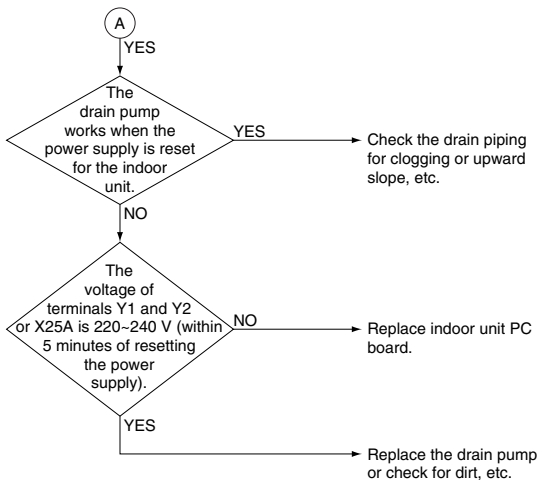 A
YES
The
drain pump
works when the
power supply is reset
for the indoor
unit.
YES
Check the drain piping
for clogging or upward
slope, etc.
NO
The
voltage of
terminals Y1 and Y2
or X25A is 220~240 V (within
5 minutes of resetting
the power
supply).
NO
Replace indoor unit PC
board.
YES
Replace the drain pump
or check for dirt, etc.